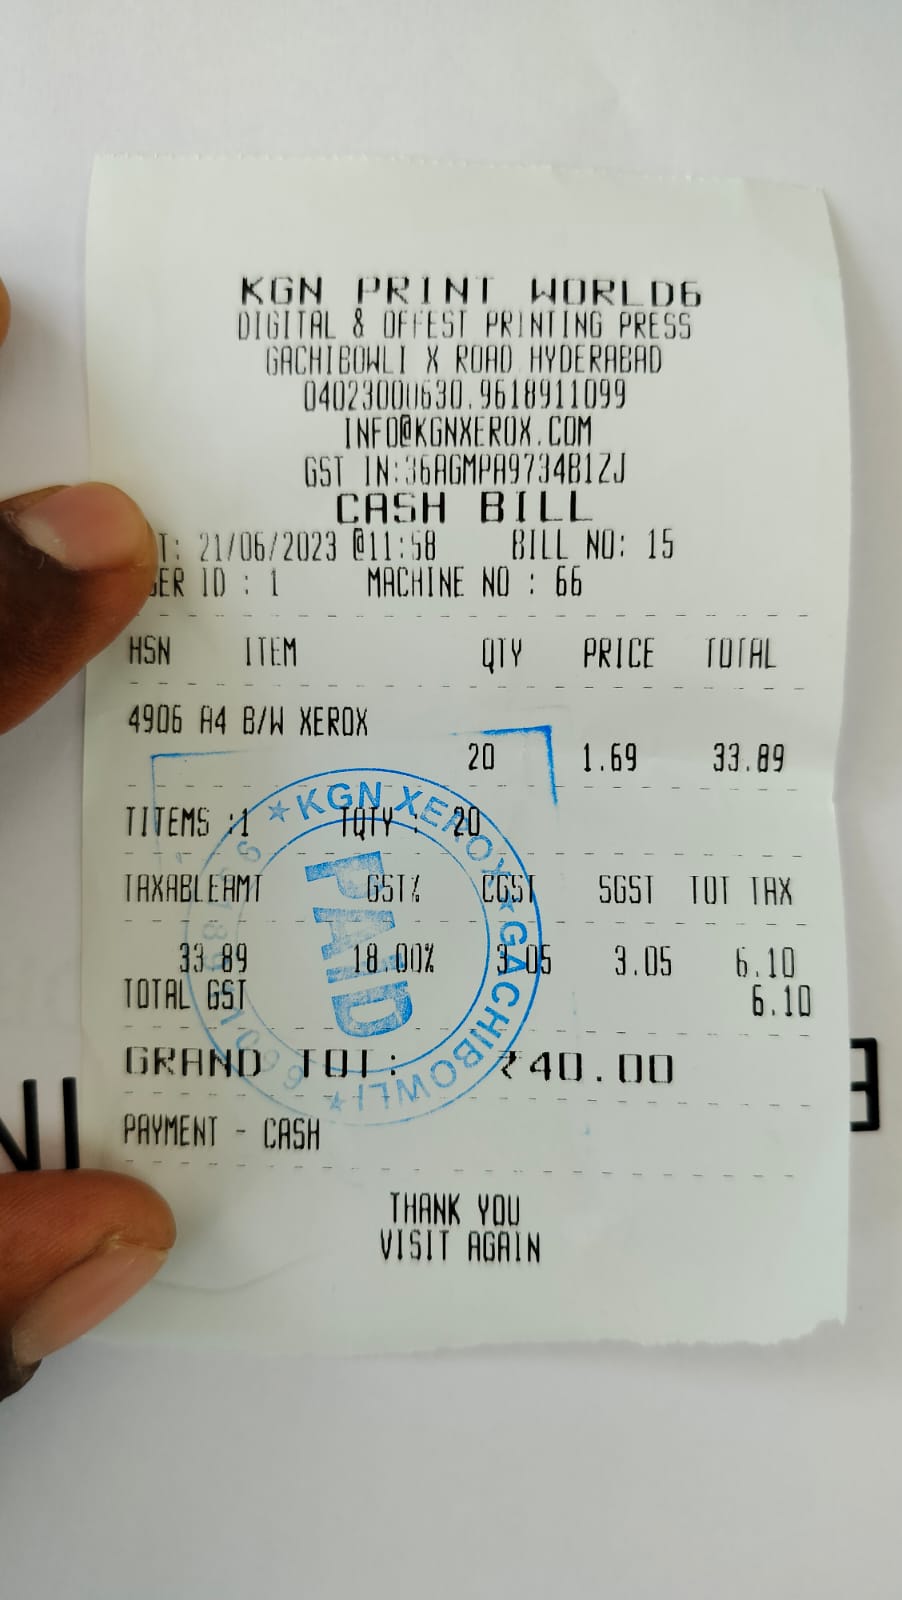 KGN PRINT WORLD6
DIGITAL & OFFEST PRINTING PRESS
GACHIBOWLI X ROAD HYDERABAD
04023000630,9618911099
INFO@KGNXEROX.COM
GST IN:36AGMPA9734B1ZJ
CASH BILL
T: 21/06/2023 @11:58 BILL NO: 15
SER ID : 1 MACHINE NO : 66
HSN ITEM QTY PRICE TOTAL
4906 A4 B/W XEROX
20 1.69 33.89
TITEMS :1 TQTY : 20
TAXABLEAMT GST% CGST SGST TOT TAX
33.89 18.00% 3.05 3.05 6.10
TOTAL GST 6.10
GRAND TOT: ₹40.00
PAYMENT - CASH
THANK YOU
VISIT AGAIN
★KGN XEROX★GACHIBOWLI★
PAID